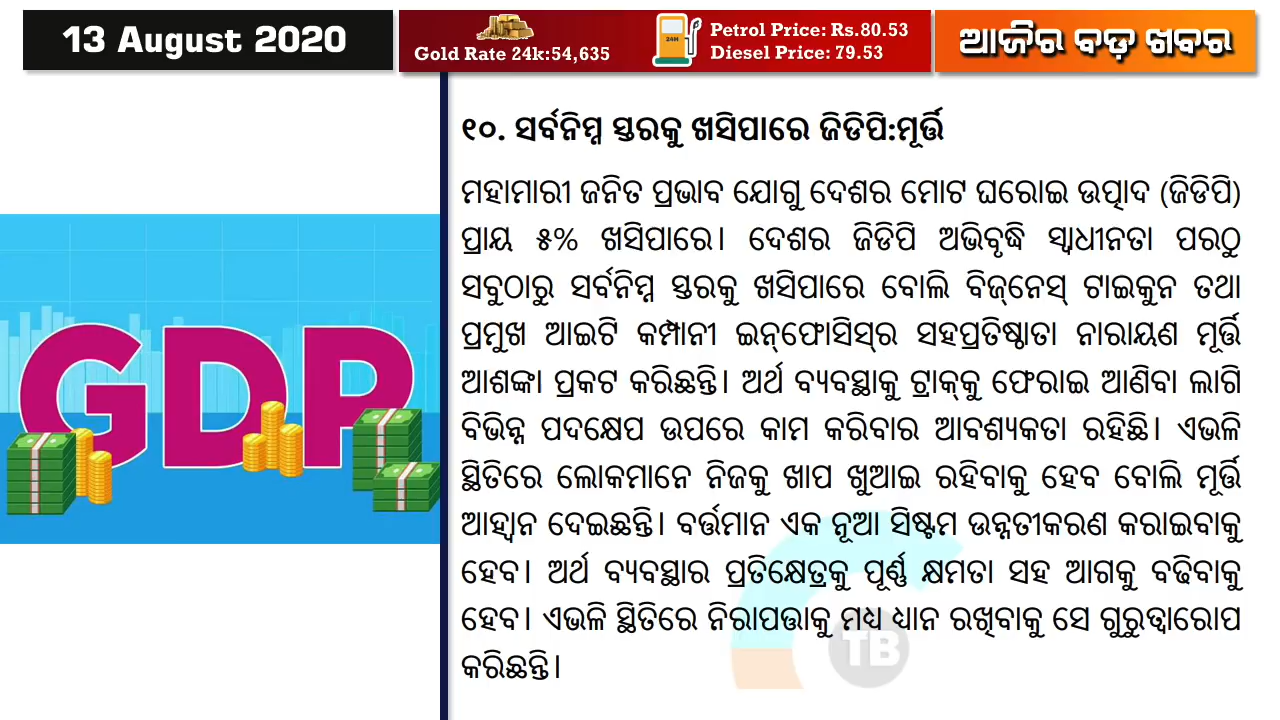 13 August 2020
Gold Rate 24k:54,635
24H
Petrol Price: Rs.80.53
Diesel Price: 79.53
ଆଜିର ବଡ଼ ଖବର
୧୦. ସର୍ବନିମ୍ନ ସ୍ତରକୁ ଖସିପାରେ ଜିଡିପି:ମୂର୍ତ୍ତି
ମହାମାରୀ ଜନିତ ପ୍ରଭାବ ଯୋଗୁ ଦେଶର ମୋଟ ଘରୋଇ ଉତ୍ପାଦ (ଜିଡିପି)
ପ୍ରାୟ ୫% ଖସିପାରେ। ଦେଶର ଜିଡିପି ଅଭିବୃଦ୍ଧି ସ୍ୱାଧୀନତା ପରଠୁ
ସବୁଠାରୁ ସର୍ବନିମ୍ନ ସ୍ତରକୁ ଖସିପାରେ ବୋଲି ବିଜ୍‌ନେସ୍ ଟାଇକୁନ ତଥା
ପ୍ରମୁଖ ଆଇଟି କମ୍ପାନୀ ଇନ୍‌ଫୋସିସ୍‌ର ସହପ୍ରତିଷ୍ଠାତା ନାରାୟଣ ମୂର୍ତ୍ତି
ଆଶଙ୍କା ପ୍ରକଟ କରିଛନ୍ତି। ଅର୍ଥ ବ୍ୟବସ୍ଥାକୁ ଟ୍ରାକ୍‌କୁ ଫେରାଇ ଆଣିବା ଲାଗି
ବିଭିନ୍ନ ପଦକ୍ଷେପ ଉପରେ କାମ କରିବାର ଆବଶ୍ୟକତା ରହିଛି। ଏଭଳି
ସ୍ଥିତିରେ ଲୋକମାନେ ନିଜକୁ ଖାପ ଖୁଆଇ ରହିବାକୁ ହେବ ବୋଲି ମୂର୍ତ୍ତି
ଆହ୍ୱାନ ଦେଇଛନ୍ତି। ବର୍ତ୍ତମାନ ଏକ ନୂଆ ସିଷ୍ଟମ ଉନ୍ନତୀକରଣ କରାଇବାକୁ
ହେବ। ଅର୍ଥ ବ୍ୟବସ୍ଥାର ପ୍ରତିକ୍ଷେତ୍ରକୁ ପୂର୍ଣ୍ଣ କ୍ଷମତା ସହ ଆଗକୁ ବଢିବାକୁ
ହେବ। ଏଭଳି ସ୍ଥିତିରେ ନିରାପତ୍ତାକୁ ମଧ୍ୟ ଧ୍ୟାନ ରଖିବାକୁ ସେ ଗୁରୁତ୍ୱାରୋପ
କରିଛନ୍ତି।
GDP
TB